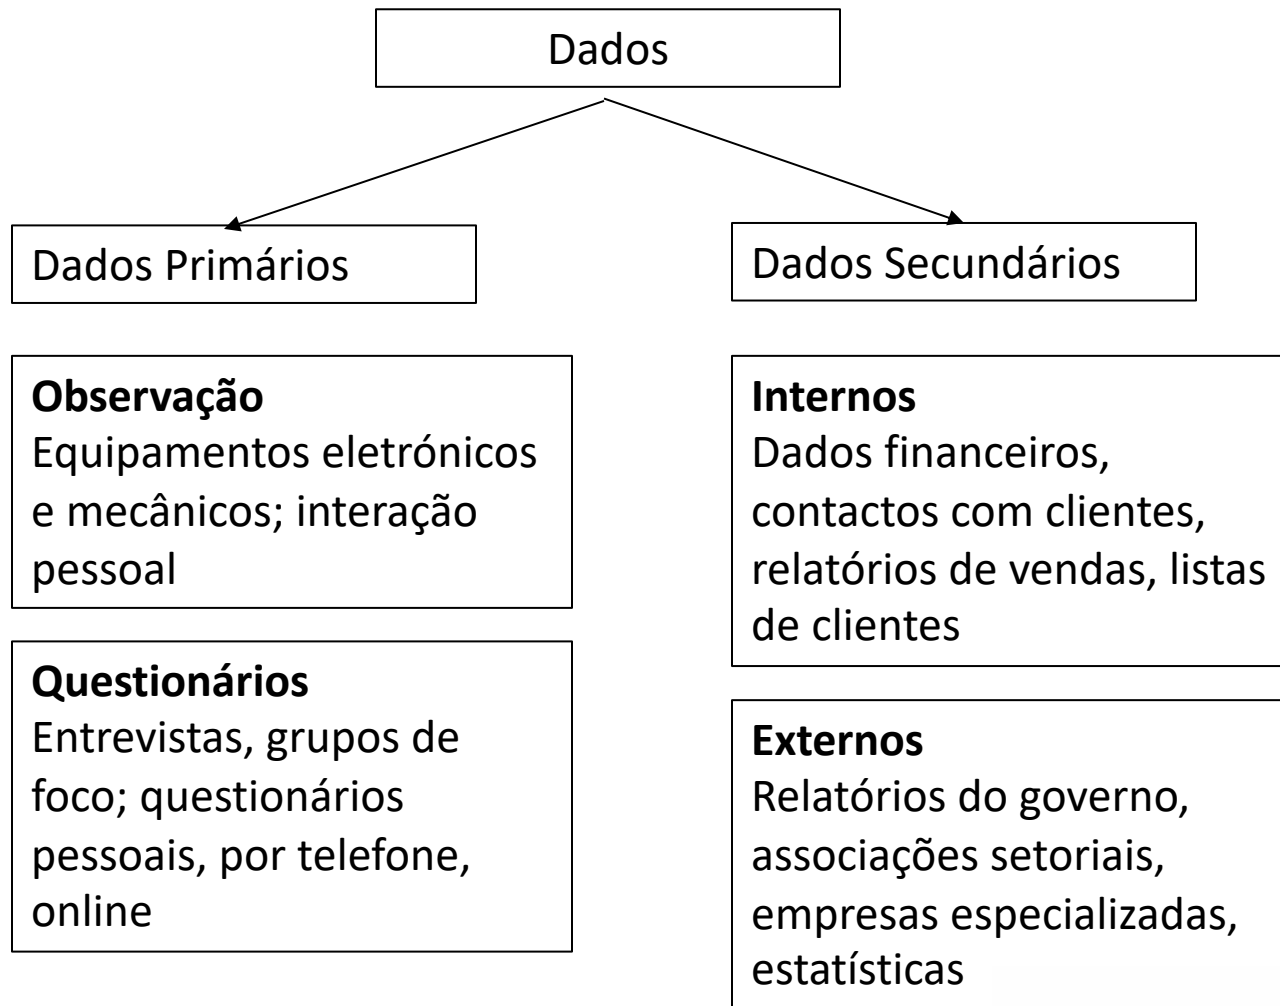 Dados
Dados Primários
Dados Secundários
Observação
Equipamentos eletrónicos
e mecânicos; interação
pessoal
Questionários
Entrevistas, grupos de
foco; questionários
pessoais, por telefone,
online
Internos
Dados financeiros,
contactos com clientes,
relatórios de vendas, listas
de clientes
Externos
Relatórios do governo,
associações setoriais,
empresas especializadas,
estatísticas